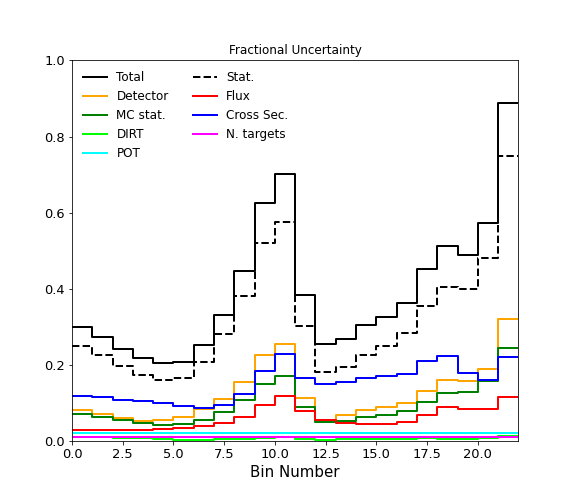 Fractional Uncertainty
1.0
0.8
0.6
0.4
0.2
0.0
Total
Detector
MC stat.
DIRT
POT
Stat.
Flux
Cross Sec.
N. targets
0.0 2.5 5.0 7.5 10.0 12.5 15.0 17.5 20.0
Bin Number